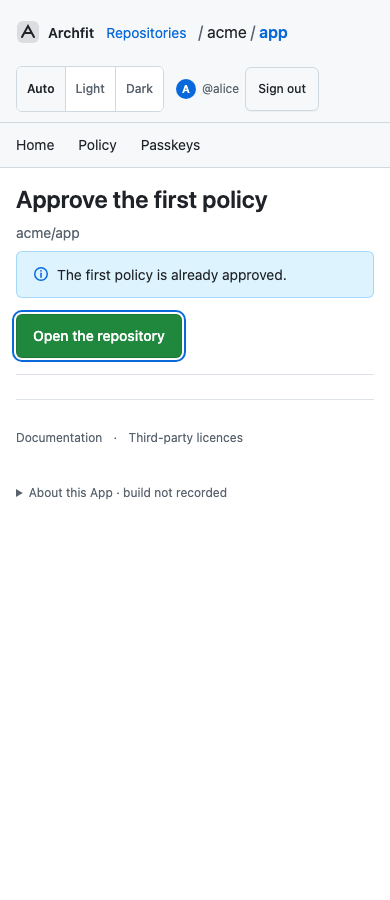 Archfit Repositories / acme / app
Auto Light Dark A @alice Sign out
Home Policy Passkeys
Approve the first policy
acme/app
The first policy is already approved.
Open the repository
Documentation · Third-party licences
About this App · build not recorded